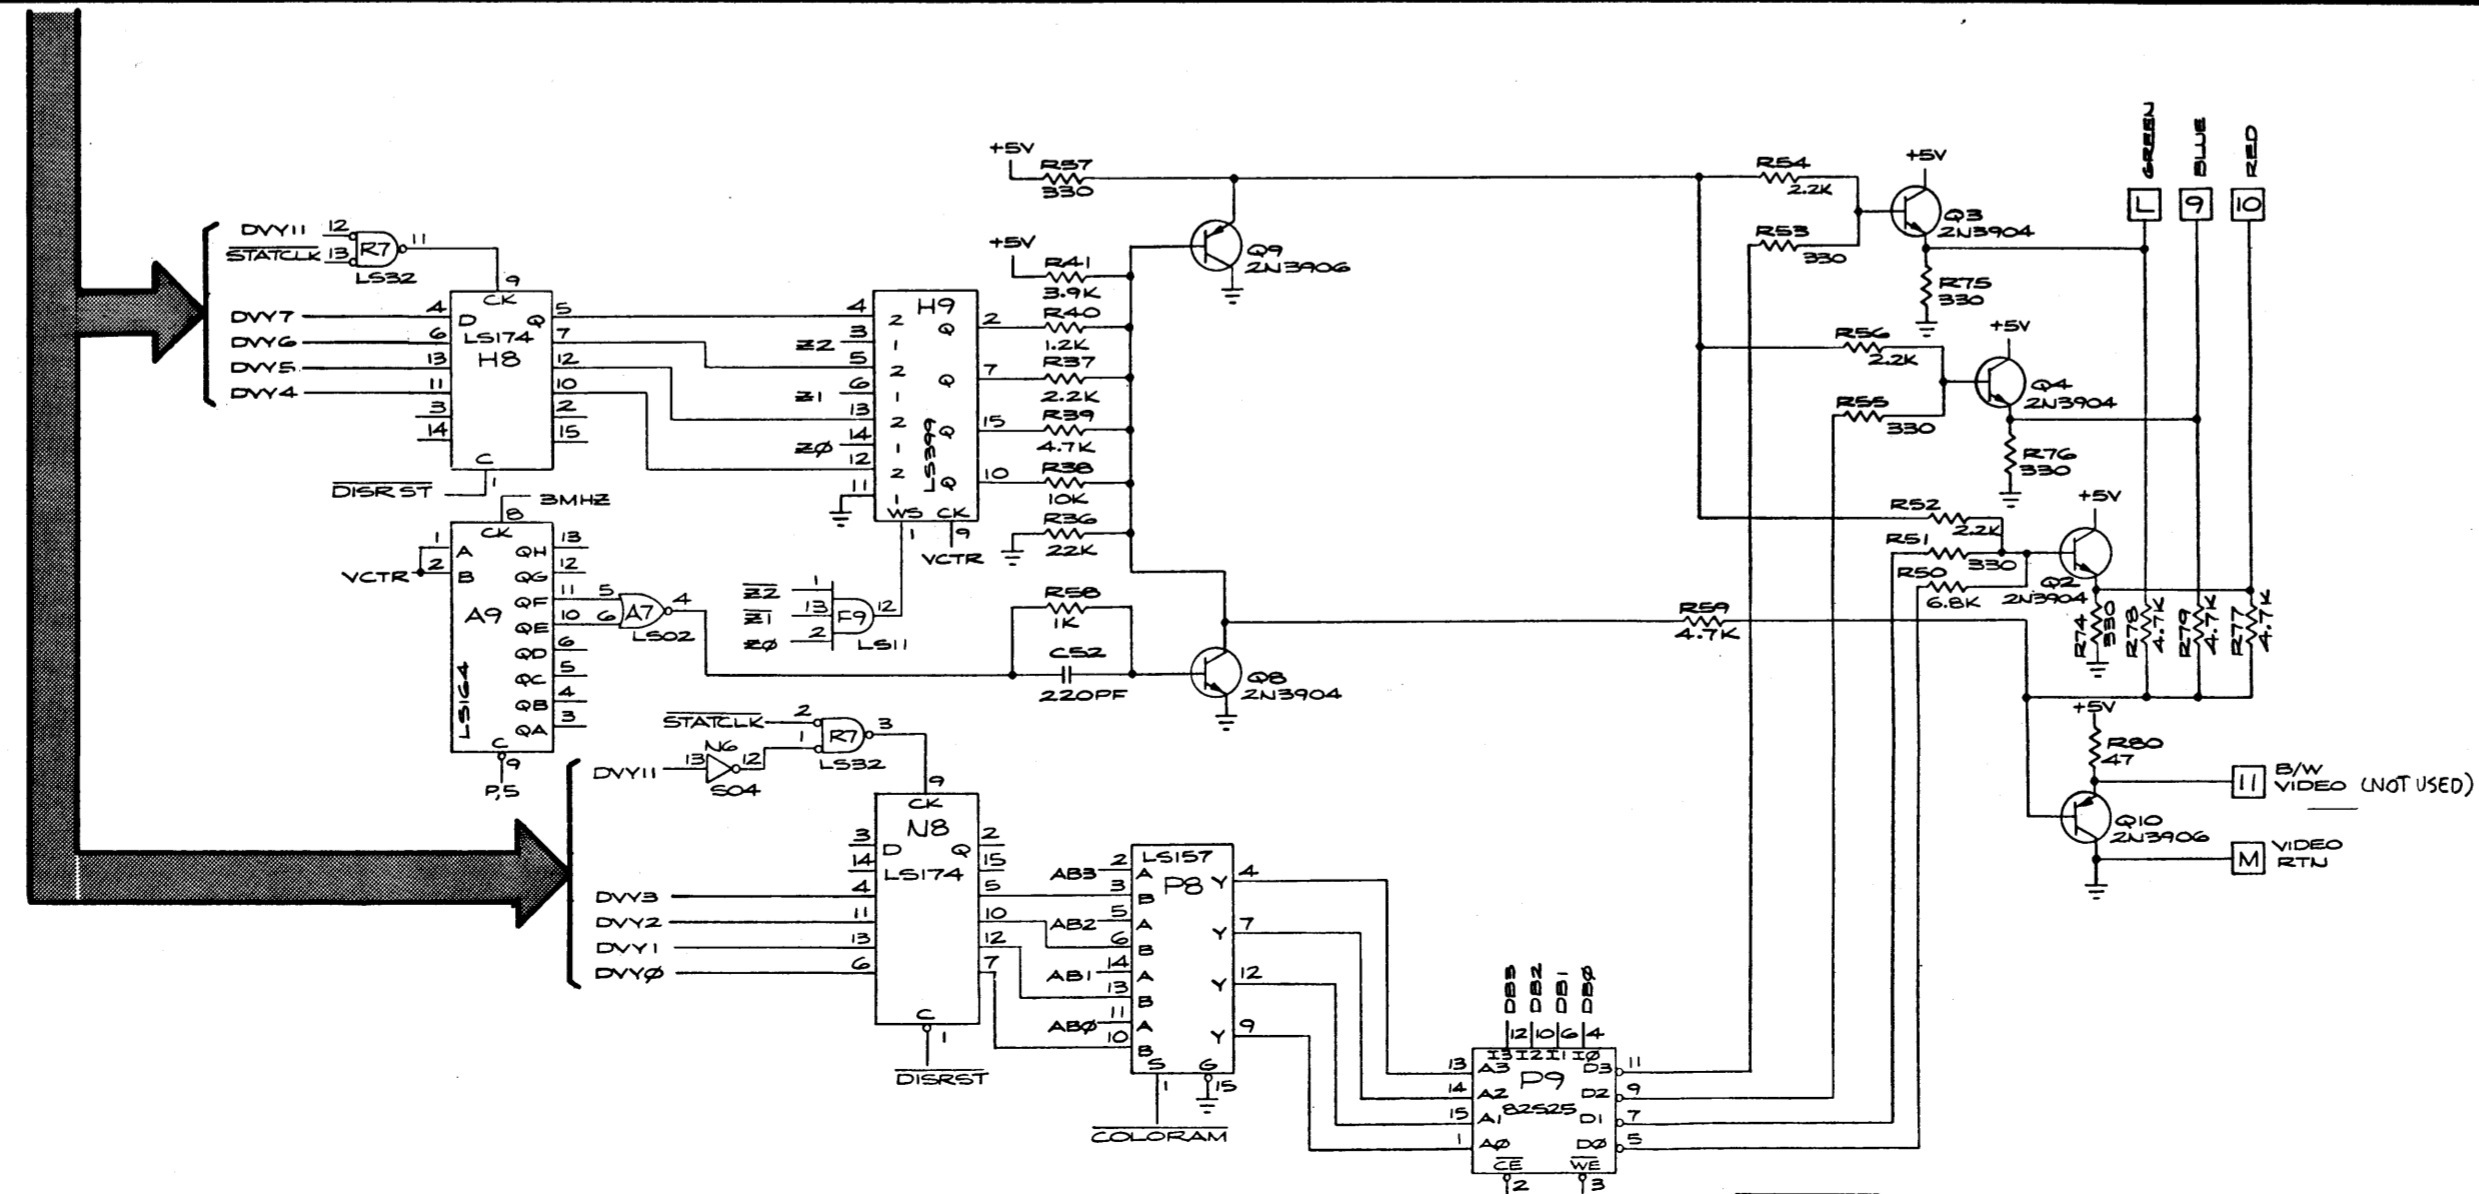 GREEN
BLUE
RED
L
9
10
+5V
R57
330
R54
2.2K
+5V
Q3
2N3904
R53
330
R75
330
+5V
R41
3.9K
Q9
2N3906
R56
2.2K
+5V
Q4
2N3904
R55
330
R76
330
DVY11 12
STATCLK 13
R7
11
LS32
9
CK
DVY7 4 D Q 5
DVY6 6 LS174 7
DVY5 13 H8 12
DVY4 11 10
3 2
14 15
C
1
DISRST
H9
4 2 Q 2
Z2 3 1
5 2 Q 7
Z1 6 1
13 2 Q 15
Z0 14 1
12 2 Q 10
11 1
LS399
WS CK
1 9
VCTR
R40
1.2K
R37
2.2K
R39
4.7K
R38
10K
R36
22K
3MHZ
8
CK
1 A QH 13
VCTR 2 B QG 12
A9 QF 11
QE 10
QD 6
QC 5
QB 4
QA 3
LS164
C
9
P,5
5
6
A7
4
LS02
Z2 1
Z1 13
Z0 2
F9
12
LS11
R58
1K
C52
220PF
Q8
2N3904
R59
4.7K
R52
2.2K
R51
330
R50
6.8K
+5V
Q2
2N3904
R74
330
R78
4.7K
R79
4.7K
R77
4.7K
+5V
R80
47
11
B/W
VIDEO (NOT USED)
Q10
2N3906
M
VIDEO
RTN
STATCLK 2
1
R7
3
LS32
DVY11 13 N6 12
S04
9
CK
N8
3 D Q 2
14 15
LS174
DVY3 4 5
DVY2 11 10
DVY1 13 12
DVY0 6 7
C
1
DISRST
LS157
P8
AB3 2 A Y 4
3 B
AB2 5 A Y 7
6 B
AB1 14 A Y 12
13 B
AB0 11 A Y 9
10 B
S G
1 15
COLORAM
DB3 DB2 DB1 DB0
12 10 6 4
I3 I2 I1 I0
13 A3 P9 D3 11
14 A2 D2 9
15 A1 82S25 D1 7
1 A0 D0 5
CE WE
2 3